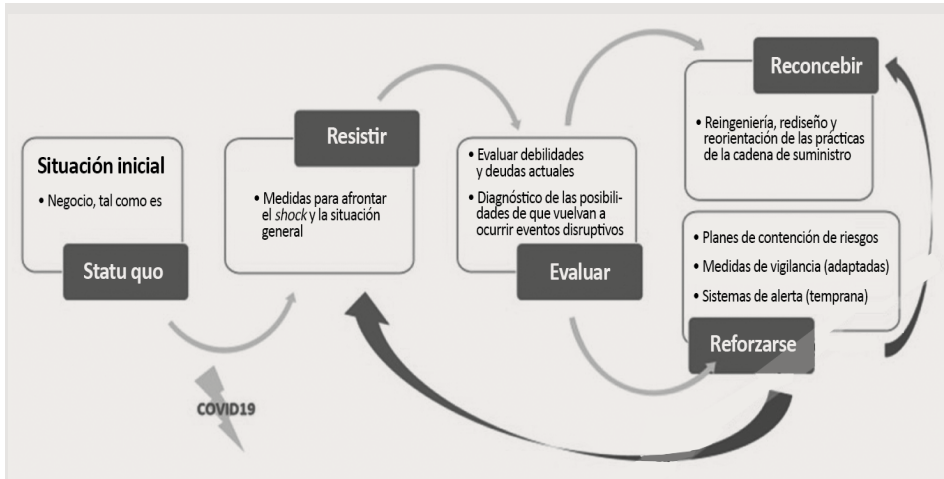 Situación inicial
• Negocio, tal como es
Statu quo
COVID19
Resistir
• Medidas para afrontar
el shock y la situación
general
• Evaluar debilidades
y deudas actuales
• Diagnóstico de las posibili-
dades de que vuelvan a
ocurrir eventos disruptivos
Evaluar
Reconcebir
• Reingeniería, rediseño y
reorientación de las prácticas
de la cadena de suministro
• Planes de contención de riesgos
• Medidas de vigilancia (adaptadas)
• Sistemas de alerta (temprana)
Reforzarse